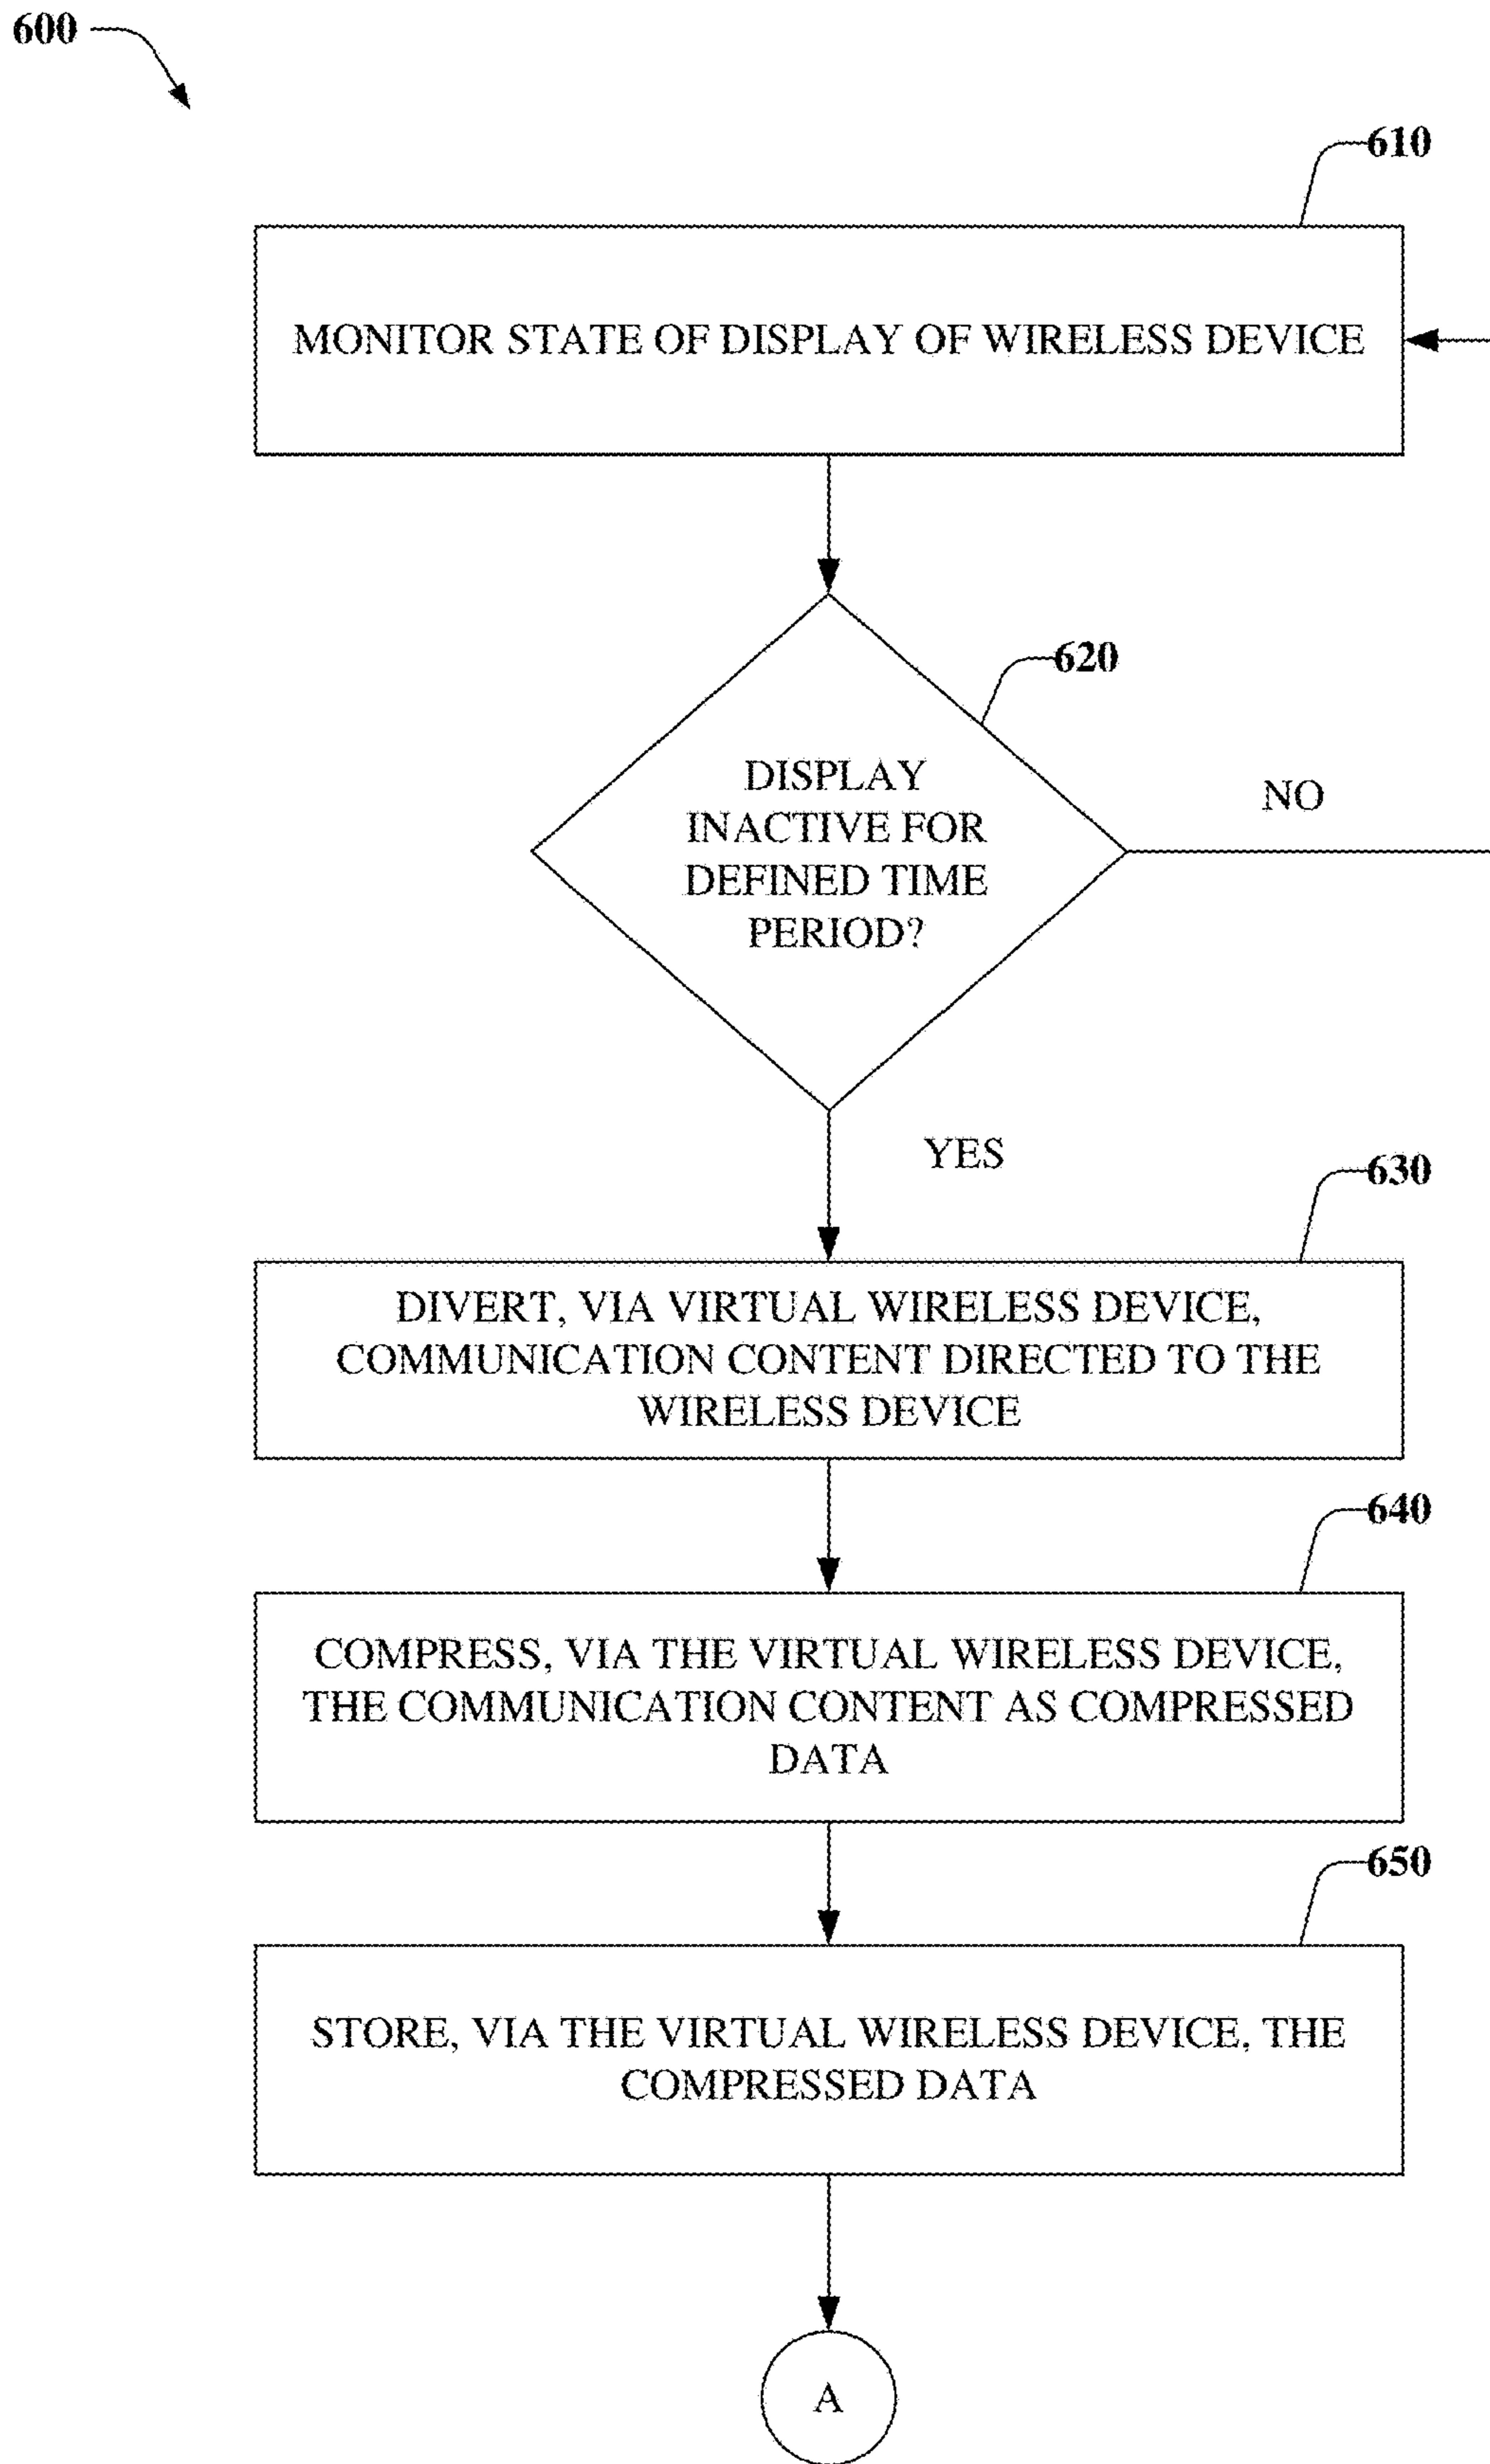 600
610
MONITOR STATE OF DISPLAY OF WIRELESS DEVICE
620
DISPLAY
INACTIVE FOR
DEFINED TIME
PERIOD?
NO
YES
630
DIVERT, VIA VIRTUAL WIRELESS DEVICE,
COMMUNICATION CONTENT DIRECTED TO THE
WIRELESS DEVICE
640
COMPRESS, VIA THE VIRTUAL WIRELESS DEVICE,
THE COMMUNICATION CONTENT AS COMPRESSED
DATA
650
STORE, VIA THE VIRTUAL WIRELESS DEVICE, THE
COMPRESSED DATA
A